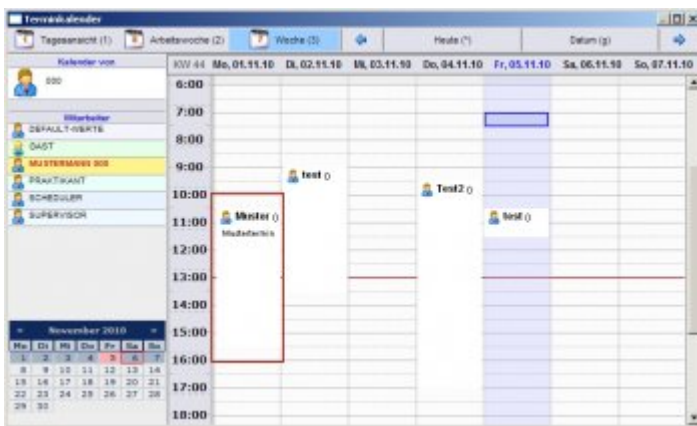 Terminkalender
Tagesansicht (1) Arbeitswoche (2) Woche (3) Heute (*) Datum (g)
Kalender von
Mitarbeiter
DEFAULT-WERTE
GAST
MUSTERMANN
PRAKTIKANT
SCHEDULER
SUPERVISOR
KW 44 Mo, 01.11.10 Di, 02.11.10 Mi, 03.11.10 Do, 04.11.10 Fr, 05.11.10 Sa, 06.11.10 So, 07.11.10
6:00
7:00
8:00
9:00
test ()
10:00
Test2 ()
11:00
Muster ()
test ()
Mustertermin
12:00
13:00
14:00
15:00
16:00
17:00
18:00
« November 2010 »
Mo Di Mi Do Fr Sa So
1 2 3 4 5 6 7
8 9 10 11 12 13 14
15 16 17 18 19 20 21
22 23 24 25 26 27 28
29 30